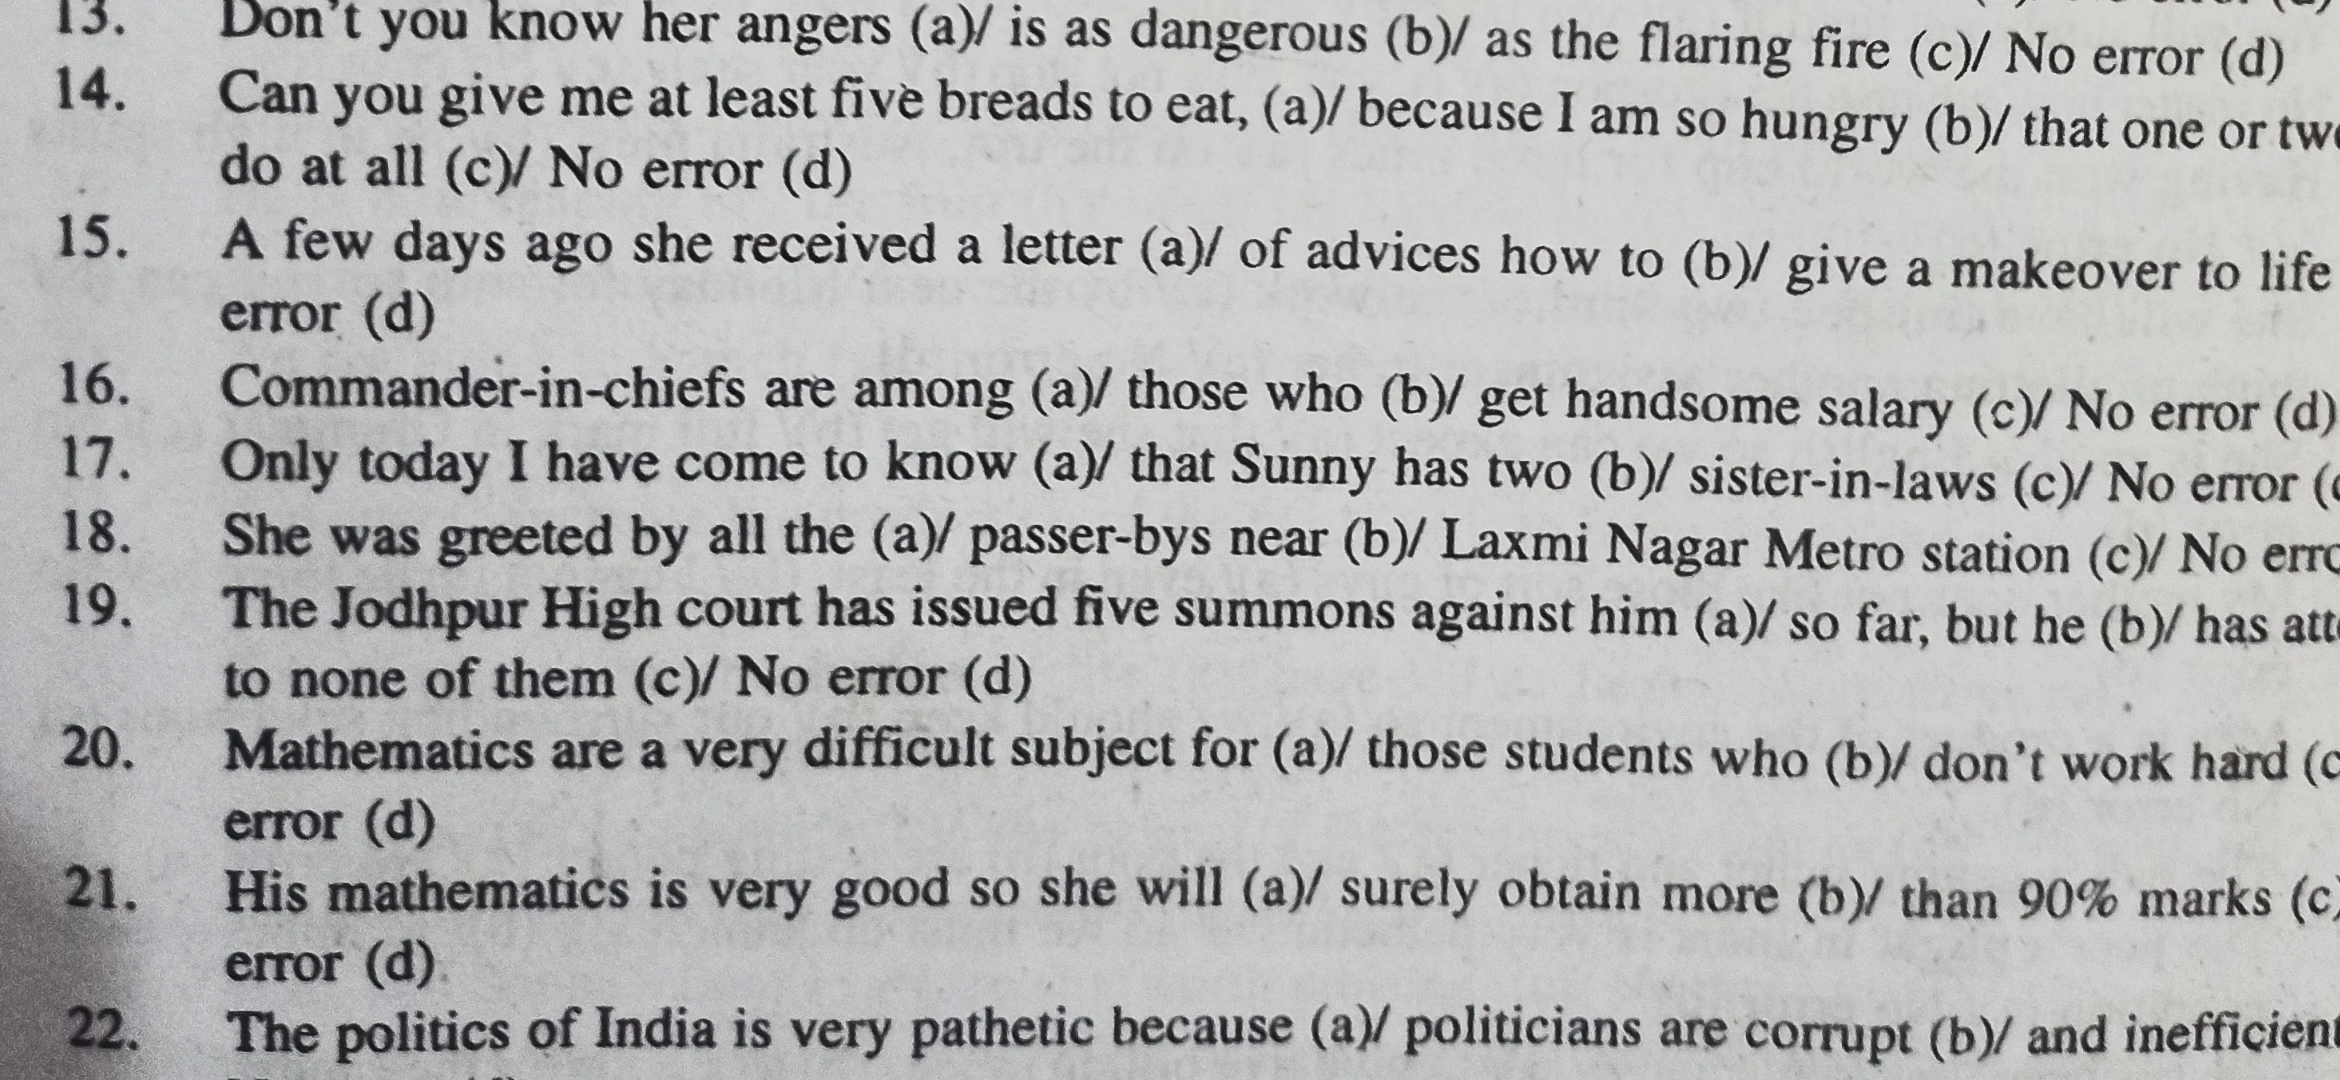 13. Don't you know her angers (a)/ is as dangerous (b)/ as the flaring fire (c)/ No error (d)
14. Can you give me at least five breads to eat, (a)/ because I am so hungry (b)/ that one or
do at all (c)/ No error (d)
15. A few days ago she received a letter (a)/ of advices how to (b)/ give a makeover to life
error (d)
16. Commander-in-chiefs are among (a)/ those who (b)/ get handsome salary (c)/ No error (d)
17. Only today I have come to know (a)/ that Sunny has two (b)/ sister-in-laws (c)/ No error
18. She was greeted by all the (a)/ passer-bys near (b)/ Laxmi Nagar Metro station (c)/ No
19. The Jodhpur High court has issued five summons against him (a)/ so far, but he (b)/ has
to none of them (c)/ No error (d)
20. Mathematics are a very difficult subject for (a)/ those students who (b)/ don't work hard
error (d)
21. His mathematics is very good so she will (a)/ surely obtain more (b)/ than 90% marks (c)
error (d)
22. The politics of India is very pathetic because (a)/ politicians are corrupt (b)/ and inefficient